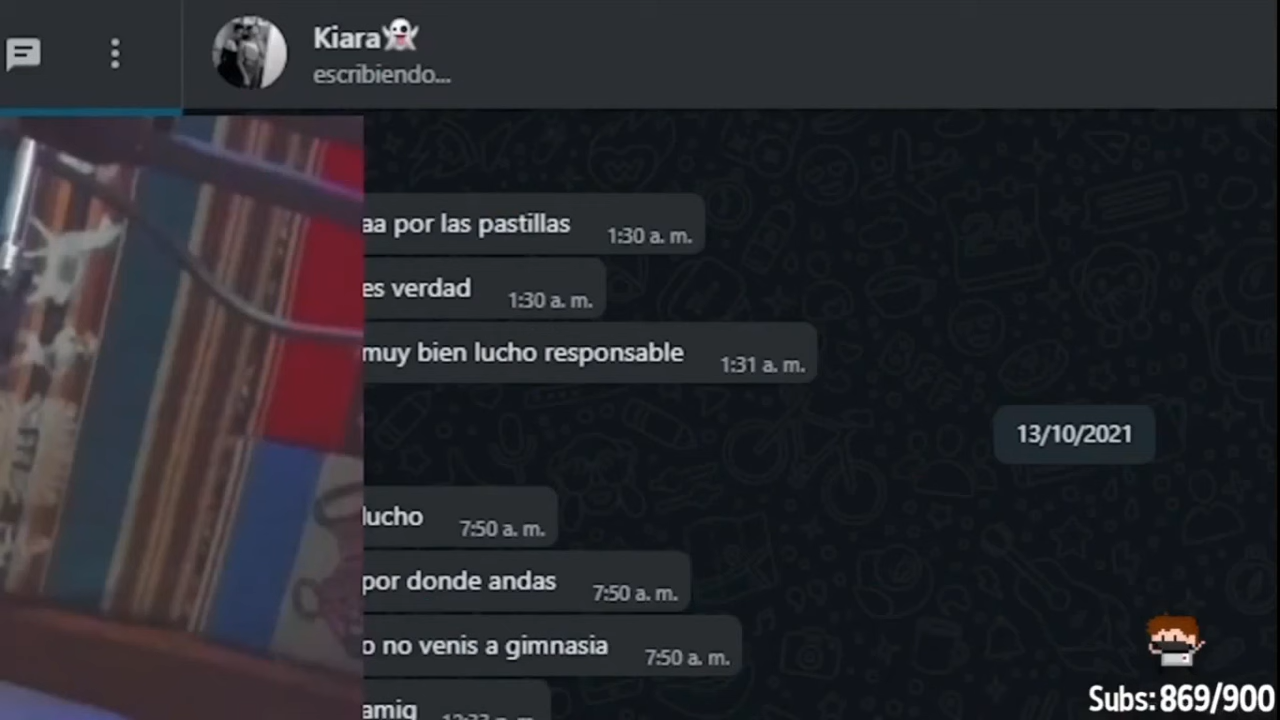 Kiara
escribiendo...
aa por las pastillas 1:30 a. m.
es verdad 1:30 a. m.
muy bien lucho responsable 1:31 a. m.
13/10/2021
lucho 7:50 a. m.
por donde andas 7:50 a. m.
o no venis a gimnasia 7:50 a. m.
amig
Subs: 869/900